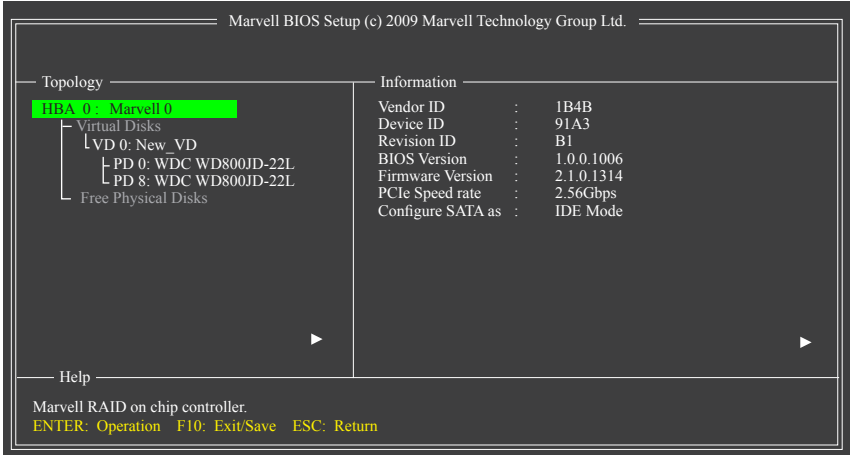 Marvell BIOS Setup (c) 2009 Marvell Technology Group Ltd.
Topology
HBA 0 : Marvell 0
Virtual Disks
VD 0: New_VD
PD 0: WDC WD800JD-22L
PD 8: WDC WD800JD-22L
Free Physical Disks
Information
Vendor ID : 1B4B
Device ID : 91A3
Revision ID : B1
BIOS Version : 1.0.0.1006
Firmware Version : 2.1.0.1314
PCIe Speed rate : 2.56Gbps
Configure SATA as : IDE Mode
Help
Marvell RAID on chip controller.
ENTER: Operation F10: Exit/Save ESC: Return